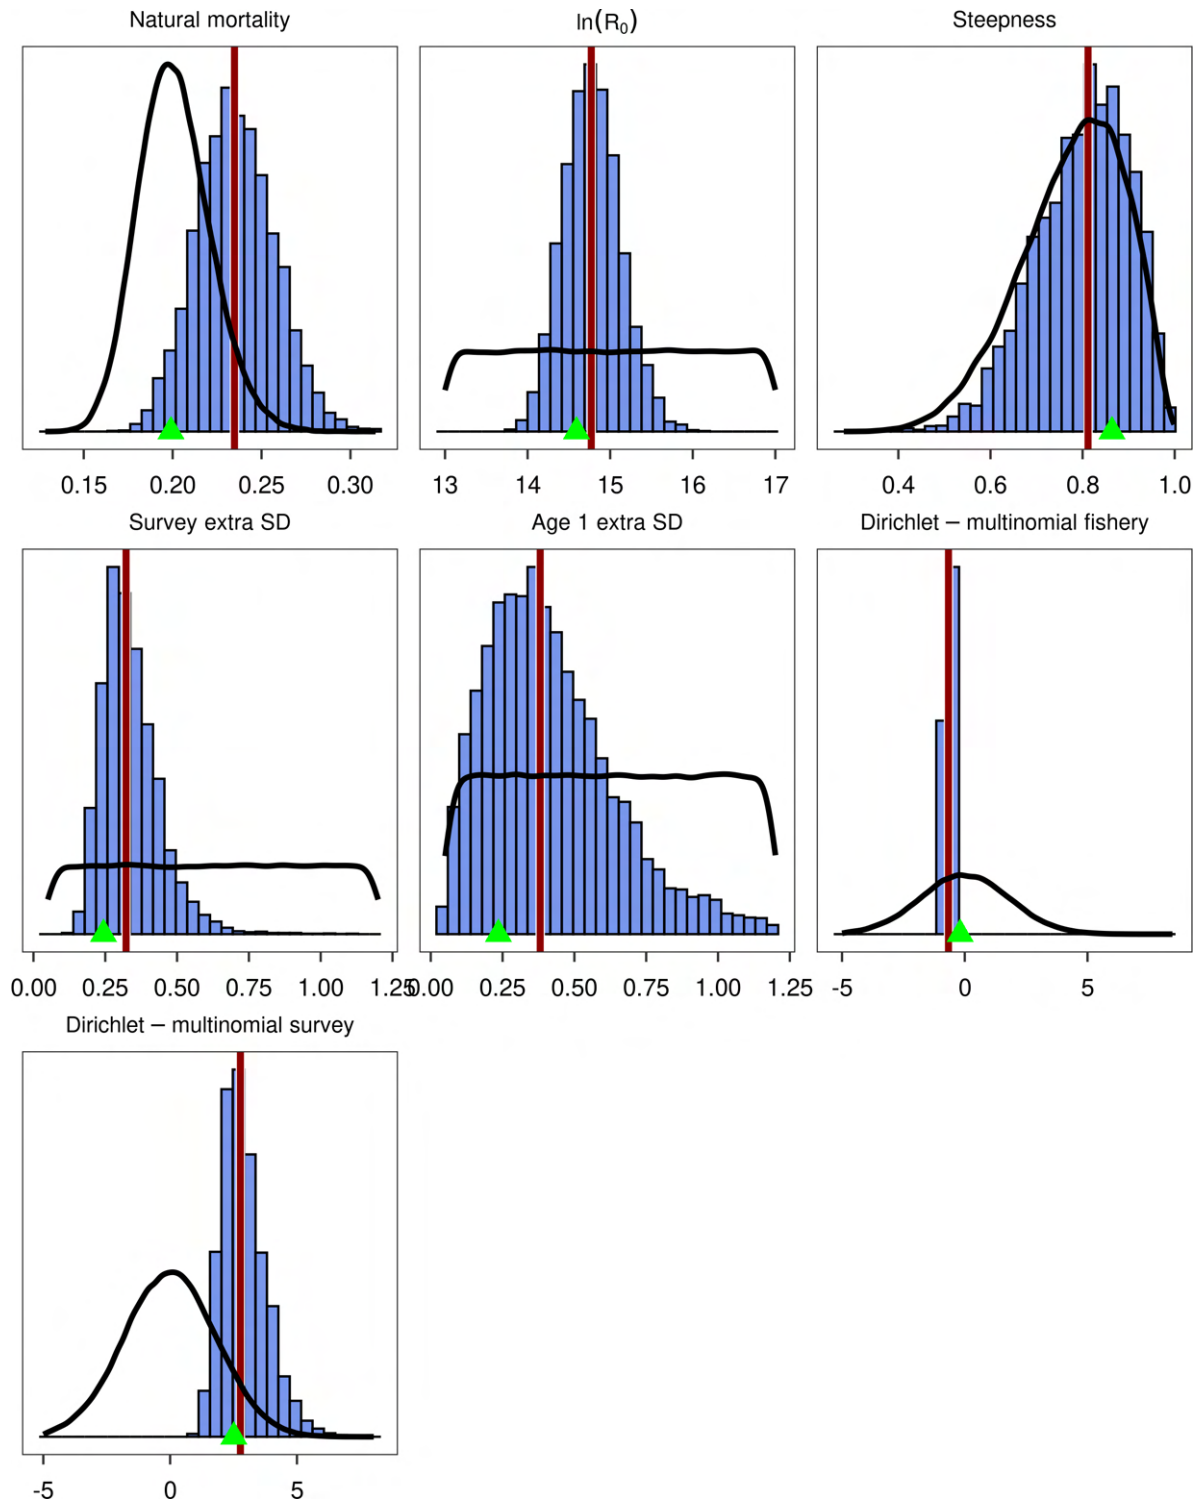 Natural mortality
ln(R₀)
Steepness
0.15 0.20 0.25 0.30
13 14 15 16 17
0.4 0.6 0.8 1.0
Survey extra SD
Age 1 extra SD
Dirichlet – multinomial fishery
0.00 0.25 0.50 0.75 1.00 1.25
0.00 0.25 0.50 0.75 1.00 1.25
-5 0 5
Dirichlet – multinomial survey
-5 0 5